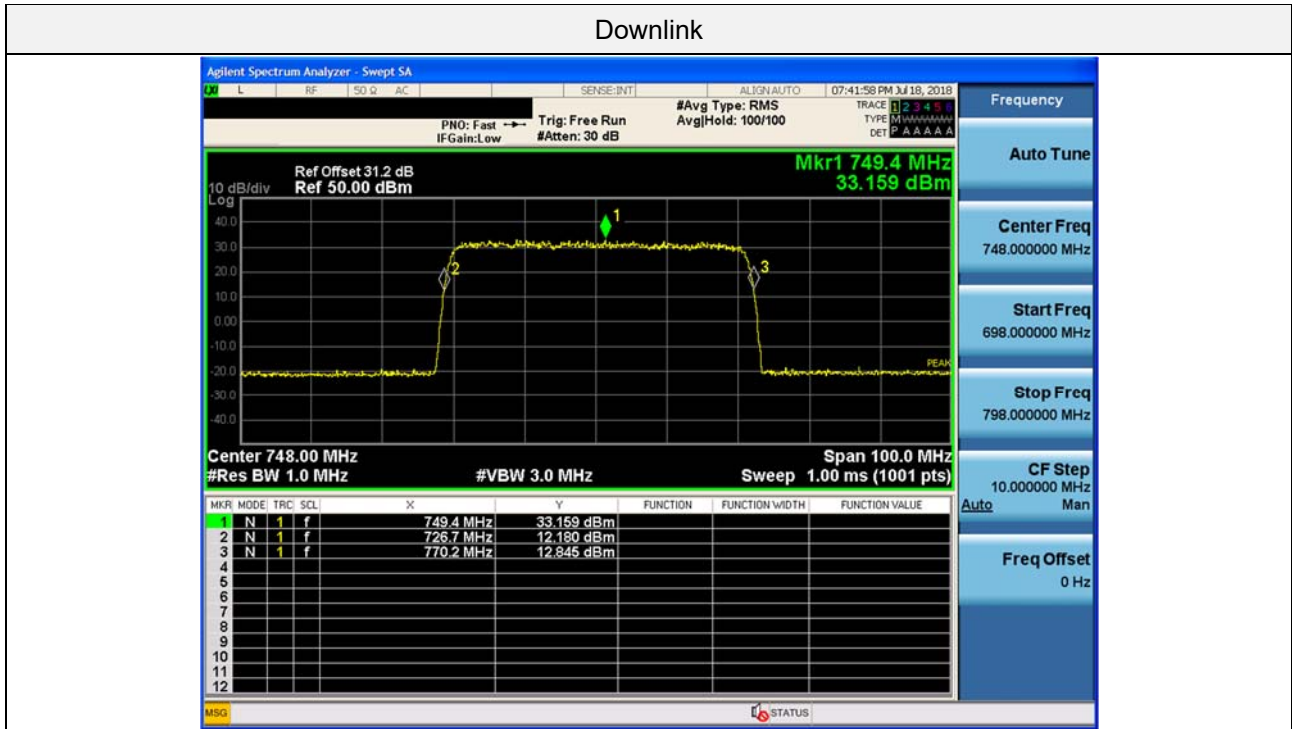 Downlink
Agilent Spectrum Analyzer - Swept SA
L RF 50 Ω AC SENSE:INT ALIGN AUTO 07:41:58 PM Jul 18, 2018
PNO: Fast
IFGain:Low
Trig: Free Run
#Atten: 30 dB
#Avg Type: RMS
Avg|Hold: 100/100
TRACE 1 2 3 4 5 6
TYPE M
DET P A A A A A
Mkr1 749.4 MHz
33.159 dBm
Ref Offset 31.2 dB
10 dB/div Ref 50.00 dBm
Log
40.0
30.0
20.0
10.0
0.00
-10.0
-20.0
-30.0
-40.0
1
2
3
PEAK
Center 748.00 MHz Span 100.0 MHz
#Res BW 1.0 MHz #VBW 3.0 MHz Sweep 1.00 ms (1001 pts)
MKR MODE TRC SCL X Y FUNCTION FUNCTION WIDTH FUNCTION VALUE
1 N 1 f 749.4 MHz 33.159 dBm
2 N 1 f 726.7 MHz 12.180 dBm
3 N 1 f 770.2 MHz 12.845 dBm
4
5
6
7
8
9
10
11
12
MSG STATUS
Frequency
Auto Tune
Center Freq
748.000000 MHz
Start Freq
698.000000 MHz
Stop Freq
798.000000 MHz
CF Step
10.000000 MHz
Auto Man
Freq Offset
0 Hz